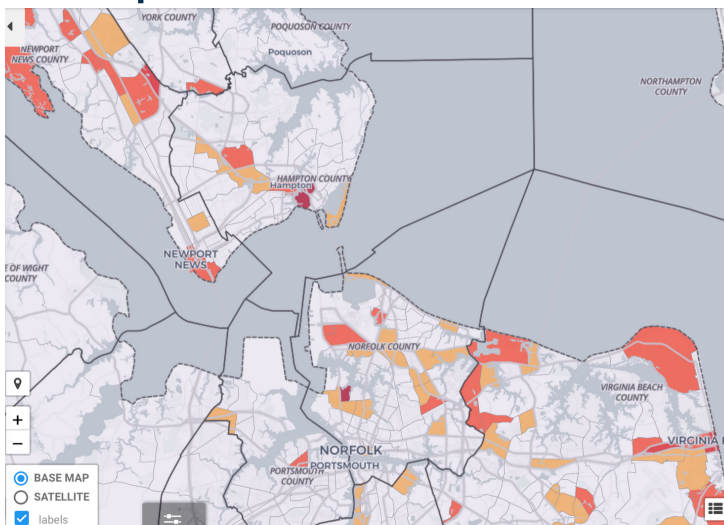 YORK COUNTY
POQUOSON COUNTY
NEWPORT
NEWS COUNTY
Poquoson
NORTHAMPTON
COUNTY
HAMPTON COUNTY
Hampton
NEWPORT
NEWS
E OF WIGHT
COUNTY
NORFOLK COUNTY
VIRGINIA BEACH
COUNTY
+
−
NORFOLK
VIRGINIA
PORTSMOUTH
PORTSMOUTH
COUNTY
BASE MAP
SATELLITE
labels